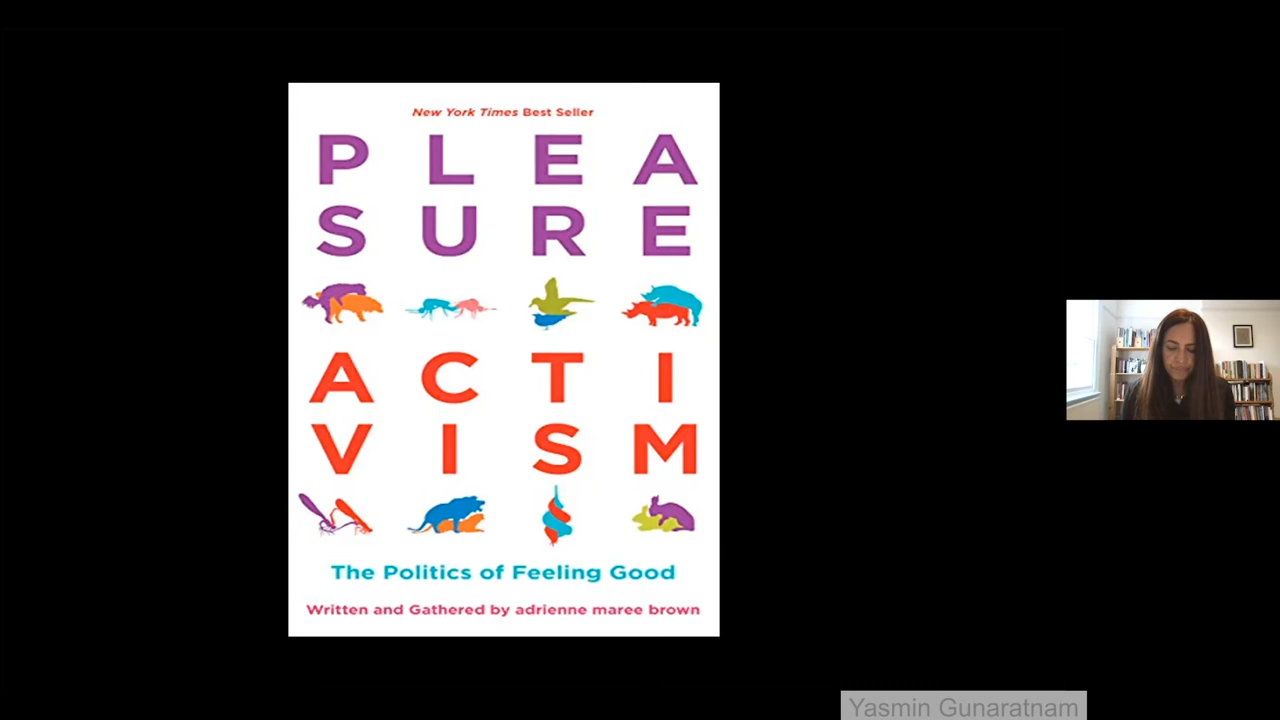 New York Times Best Seller
P L E A
S U R E
A C T I
V I S M
The Politics of Feeling Good
Written and Gathered by adrienne maree brown
Yasmin Gunaratnam